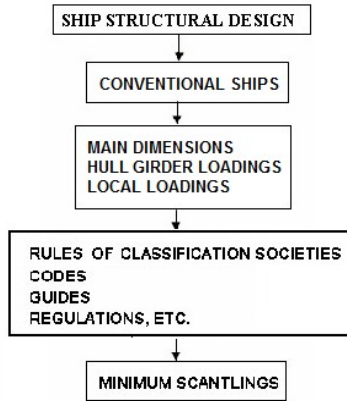 SHIP STRUCTURAL DESIGN
CONVENTIONAL SHIPS
MAIN DIMENSIONS
HULL GIRDER LOADINGS
LOCAL LOADINGS
RULES OF CLASSIFICATION SOCIETIES
CODES
GUIDES
REGULATIONS, ETC.
MINIMUM SCANTLINGS